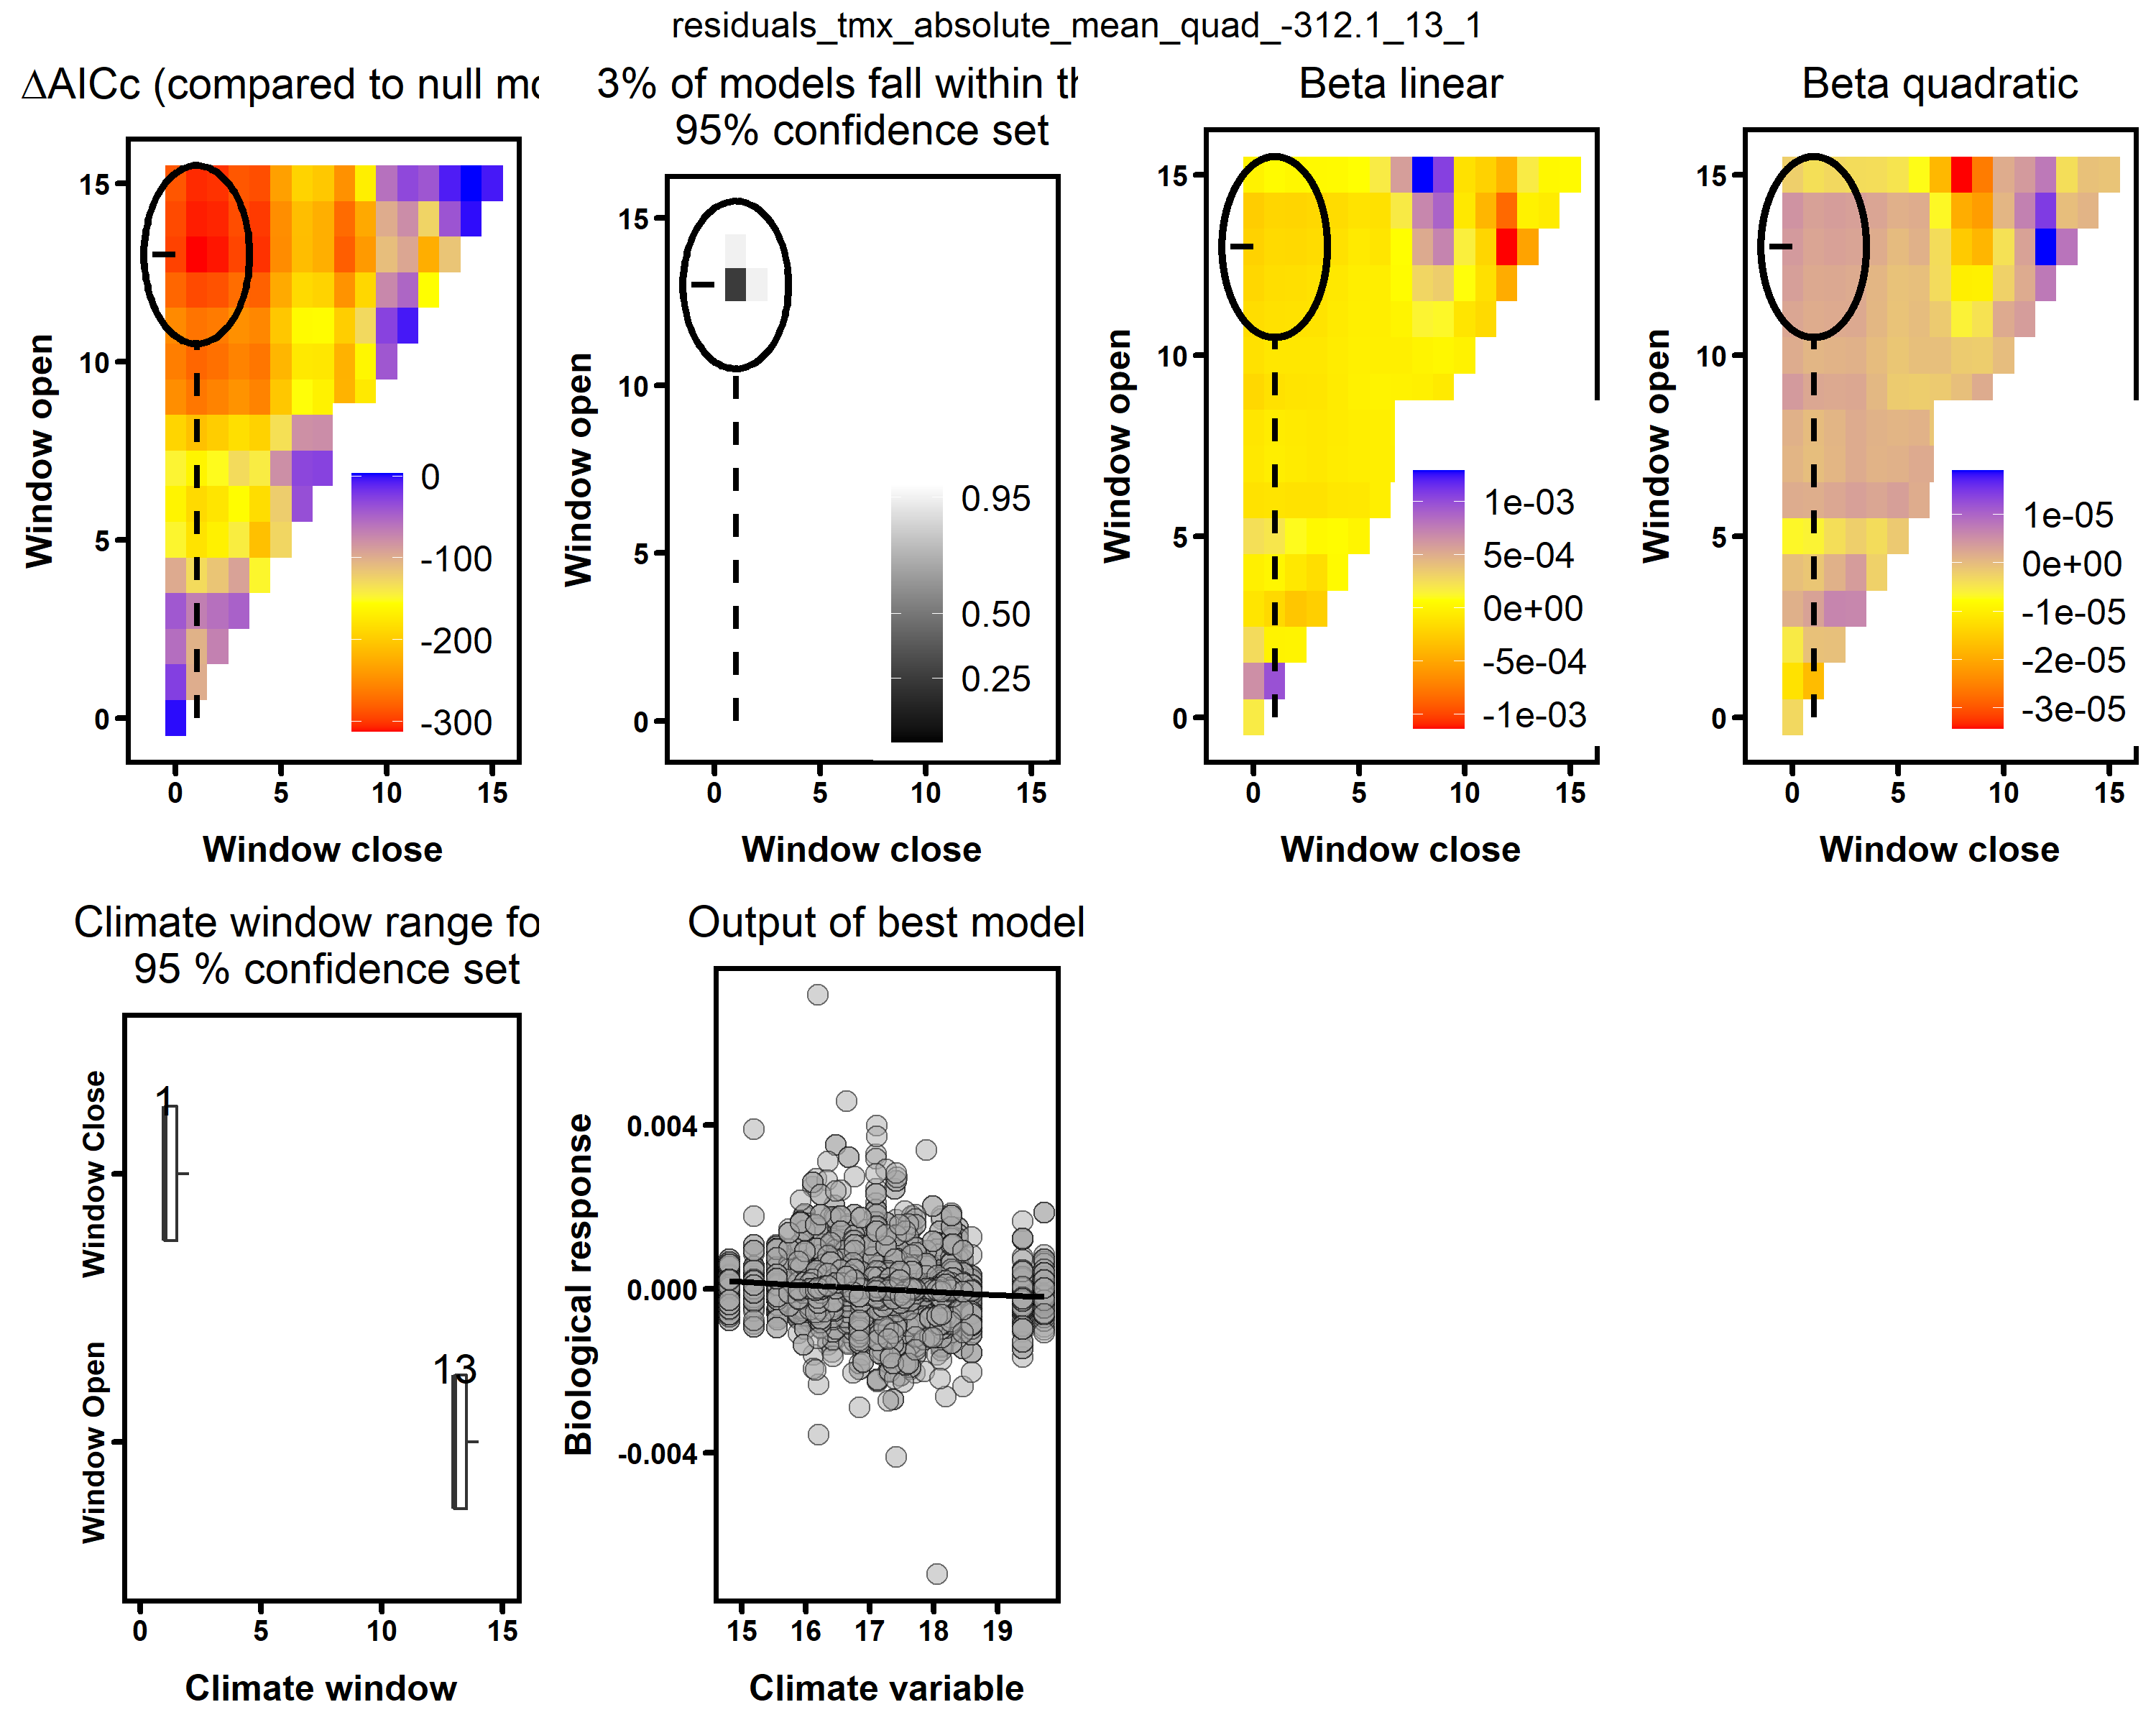 residuals_tmx_absolute_mean_quad_-312.1_13_1
ΔAICc (compared to null mo
Window open
15
10
5
0
0
-100
-200
-300
0 5 10 15
Window close
3% of models fall within th
95% confidence set
Window open
15
10
5
0
0.95
0.50
0.25
0 5 10 15
Window close
Beta linear
Window open
15
10
5
0
1e-03
5e-04
0e+00
-5e-04
-1e-03
0 5 10 15
Window close
Beta quadratic
Window open
15
10
5
0
1e-05
0e+00
-1e-05
-2e-05
-3e-05
0 5 10 15
Window close
Climate window range fo
95 % confidence set
Window Close
1
Window Open
13
0 5 10 15
Climate window
Output of best model
Biological response
0.004
0.000
-0.004
15 16 17 18 19
Climate variable